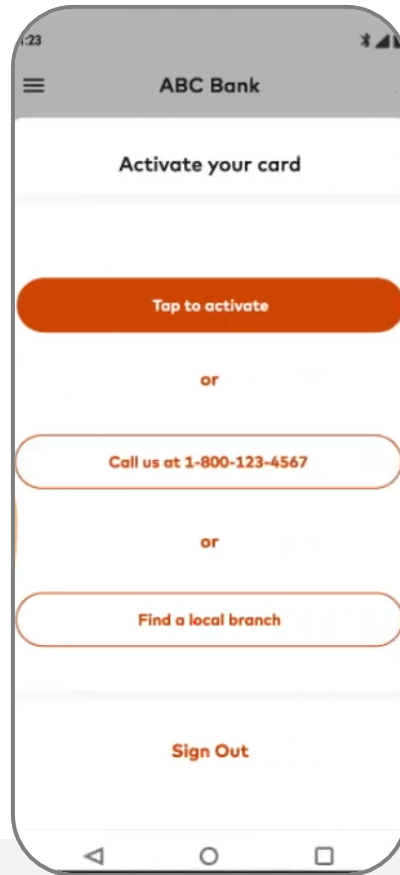 :23
ABC Bank
Activate your card
Tap to activate
or
Call us at 1-800-123-4567
or
Find a local branch
Sign Out